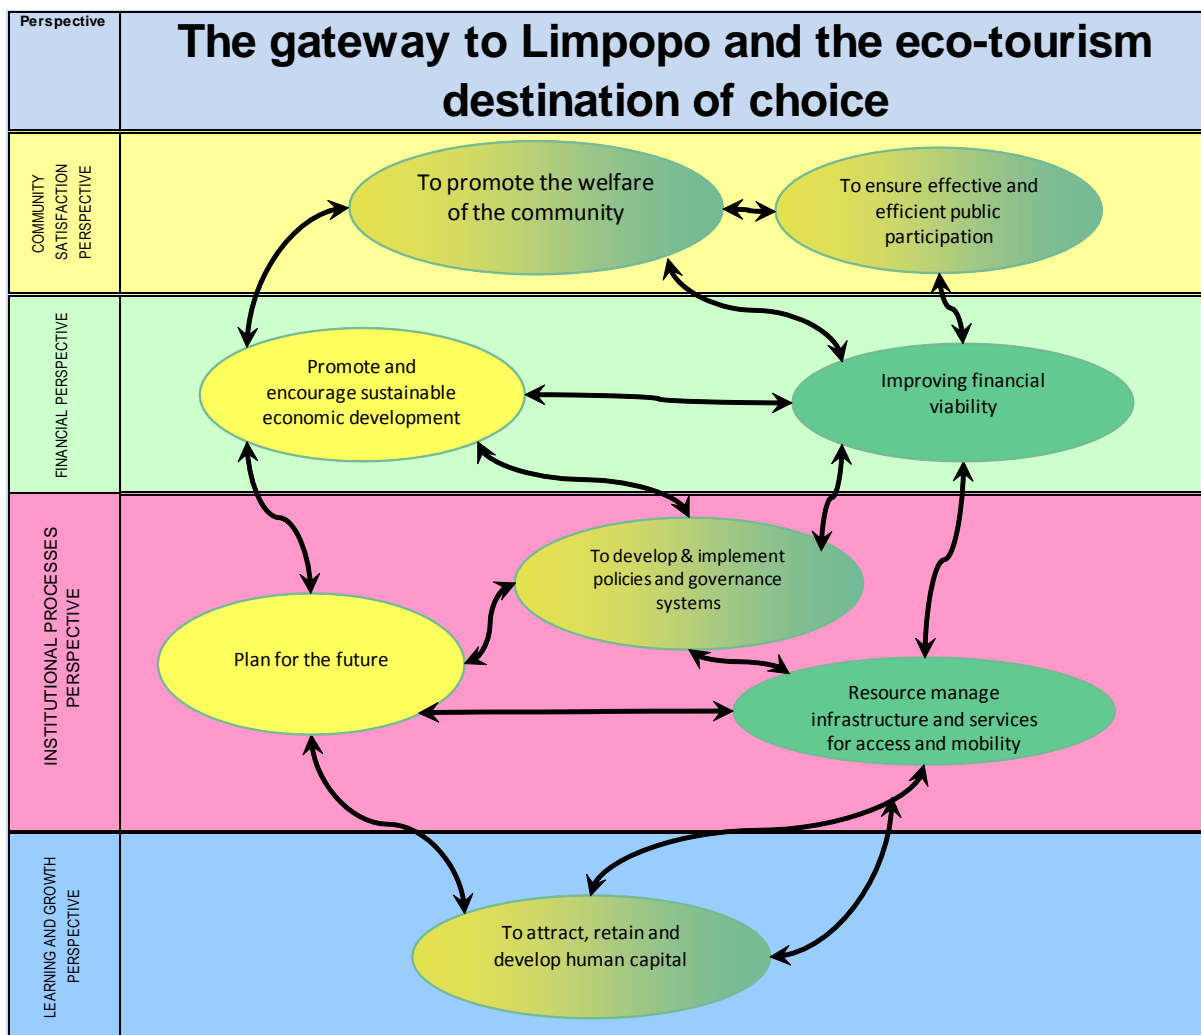 Perspective
The gateway to Limpopo and the eco-tourism
destination of choice
COMMUNITY
SATISFACTION
PERSPECTIVE
To promote the welfare
of the community
To ensure effective and
efficient public
participation
FINANCIAL PERSPECTIVE
Promote and
encourage sustainable
economic development
Improving financial
viability
INSTITUTIONAL PROCESSES
PERSPECTIVE
To develop & implement
policies and governance
systems
Plan for the future
Resource manage
infrastructure and services
for access and mobility
LEARNING AND GROWTH
PERSPECTIVE
To attract, retain and
develop human capital